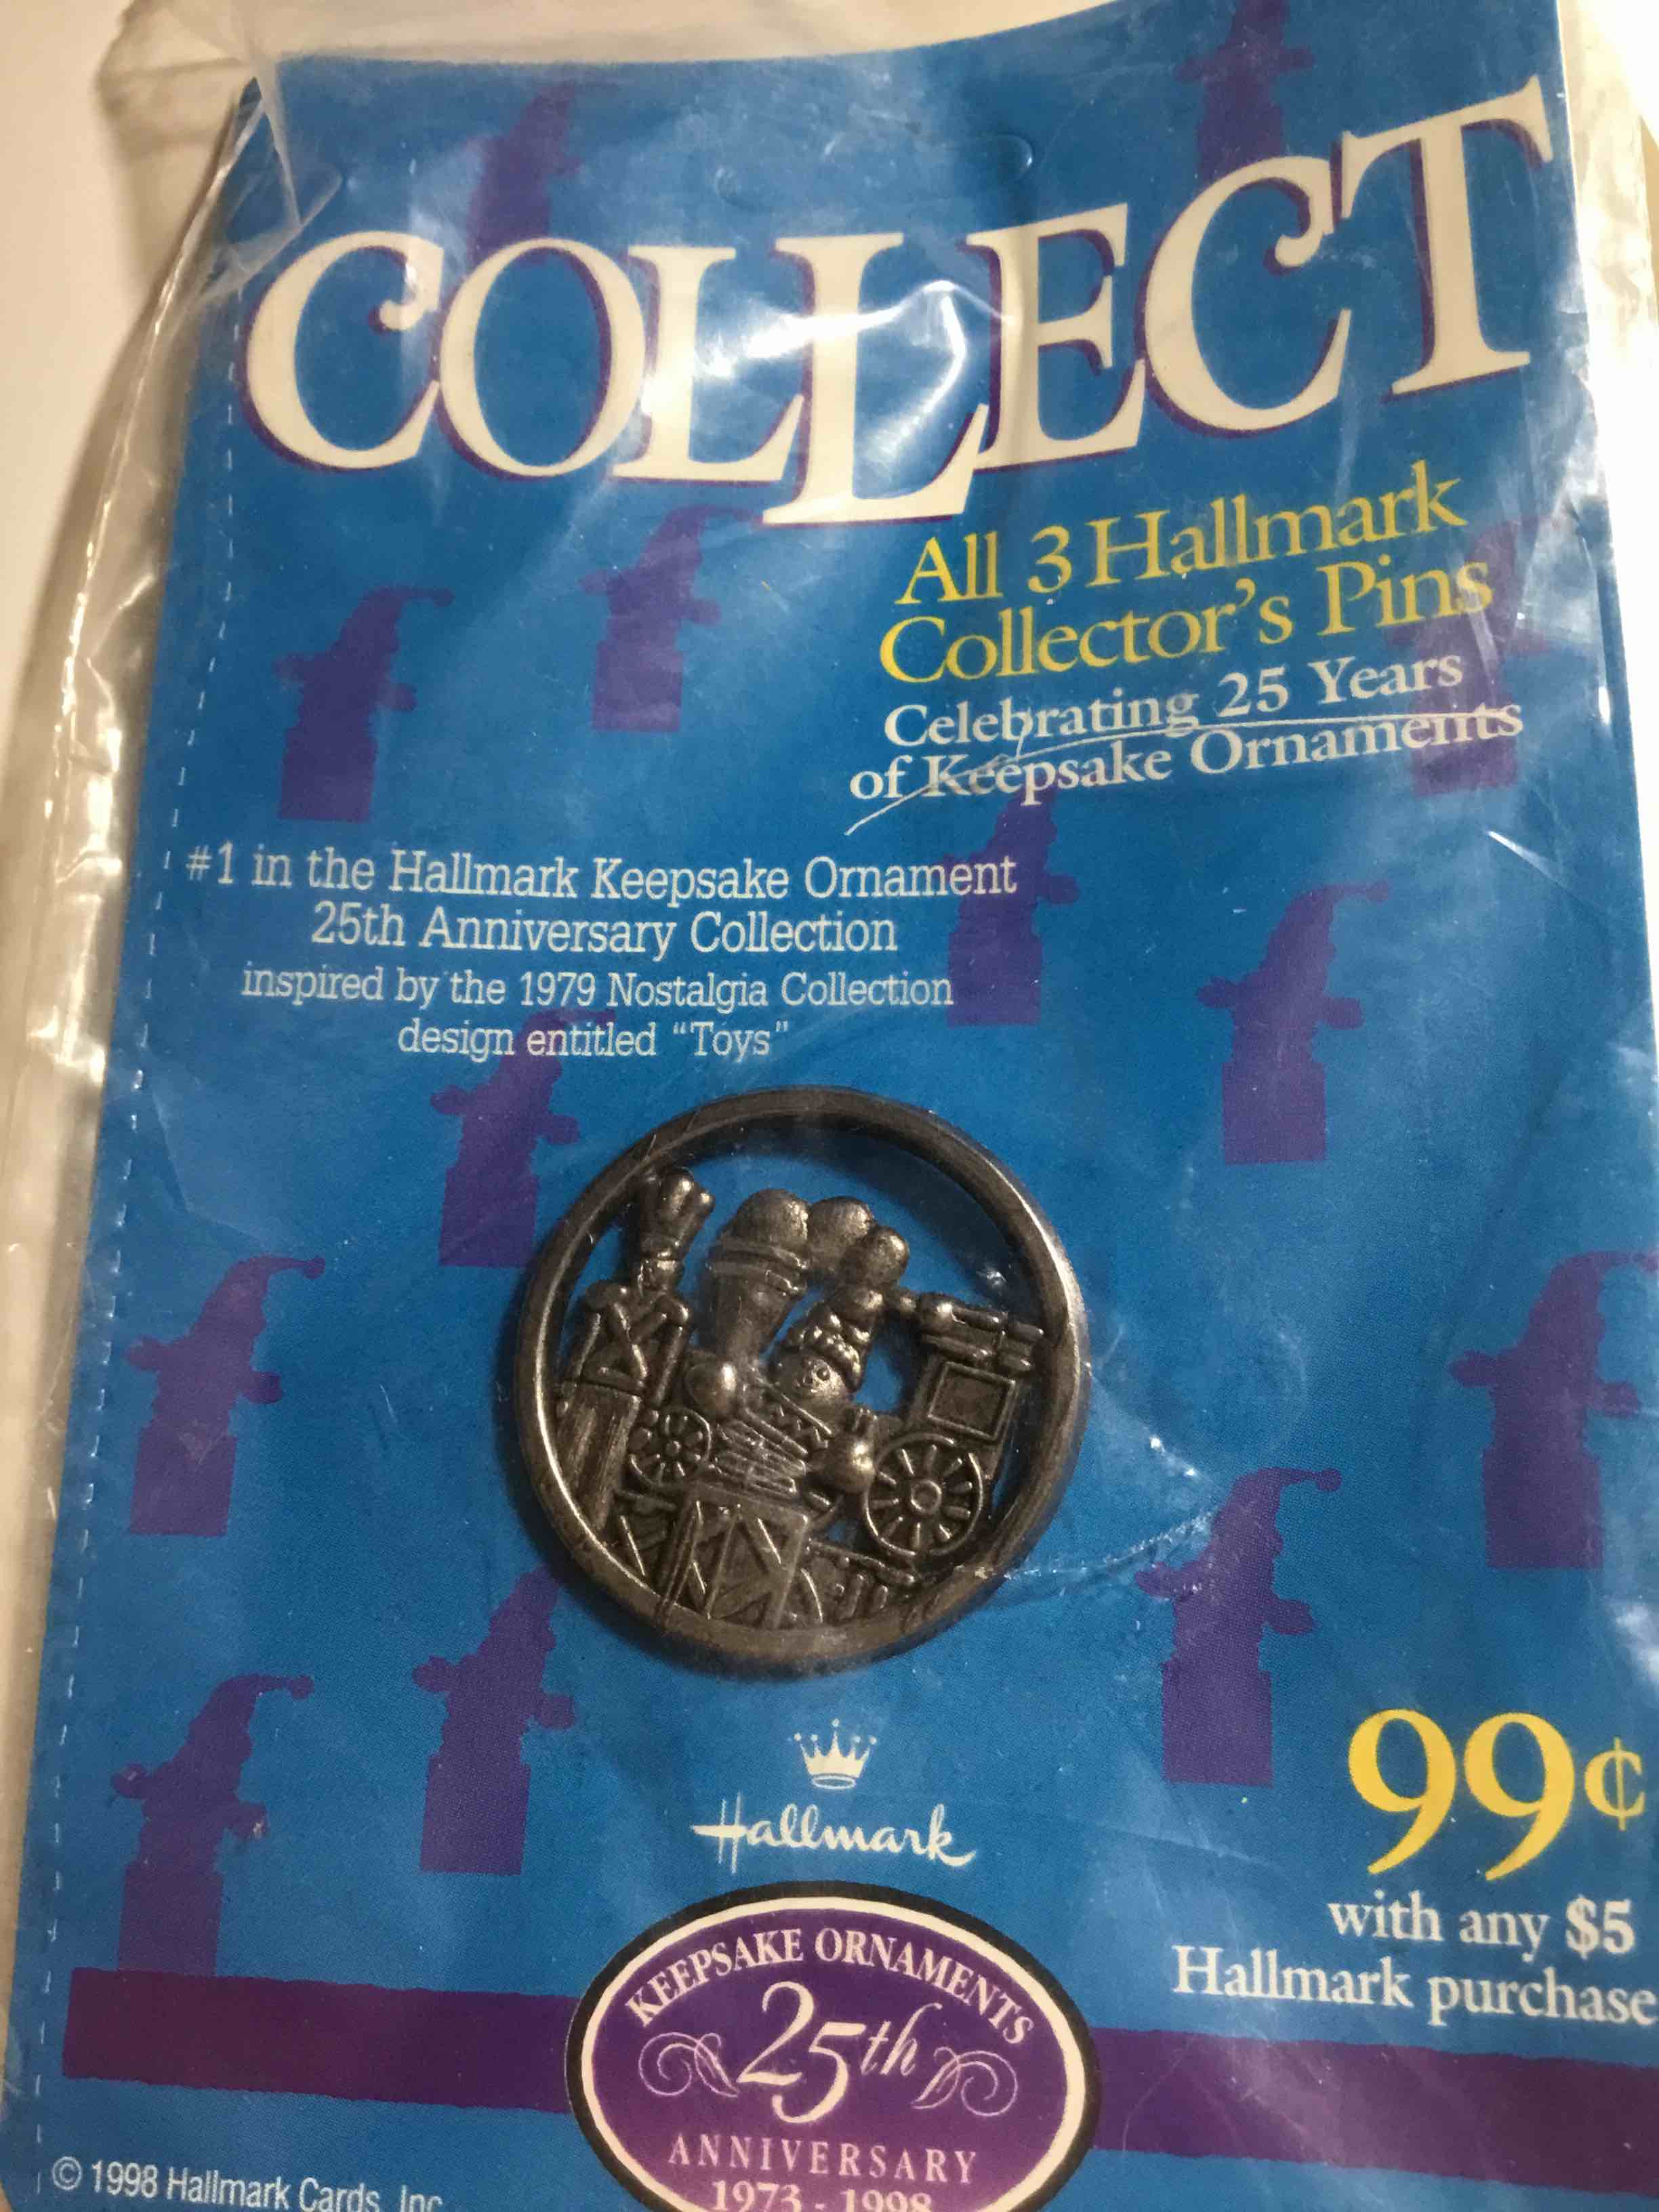 COLLECT
All 3 Hallmark
Collector's Pins
Celebrating 25 Years
of Keepsake Ornaments
#1 in the Hallmark Keepsake Ornament
25th Anniversary Collection
inspired by the 1979 Nostalgia Collection
design entitled "Toys"
Hallmark
99¢
with any $5
Hallmark purchase
KEEPSAKE ORNAMENTS
25th
ANNIVERSARY
1973 - 1998
© 1998 Hallmark Cards, Inc.